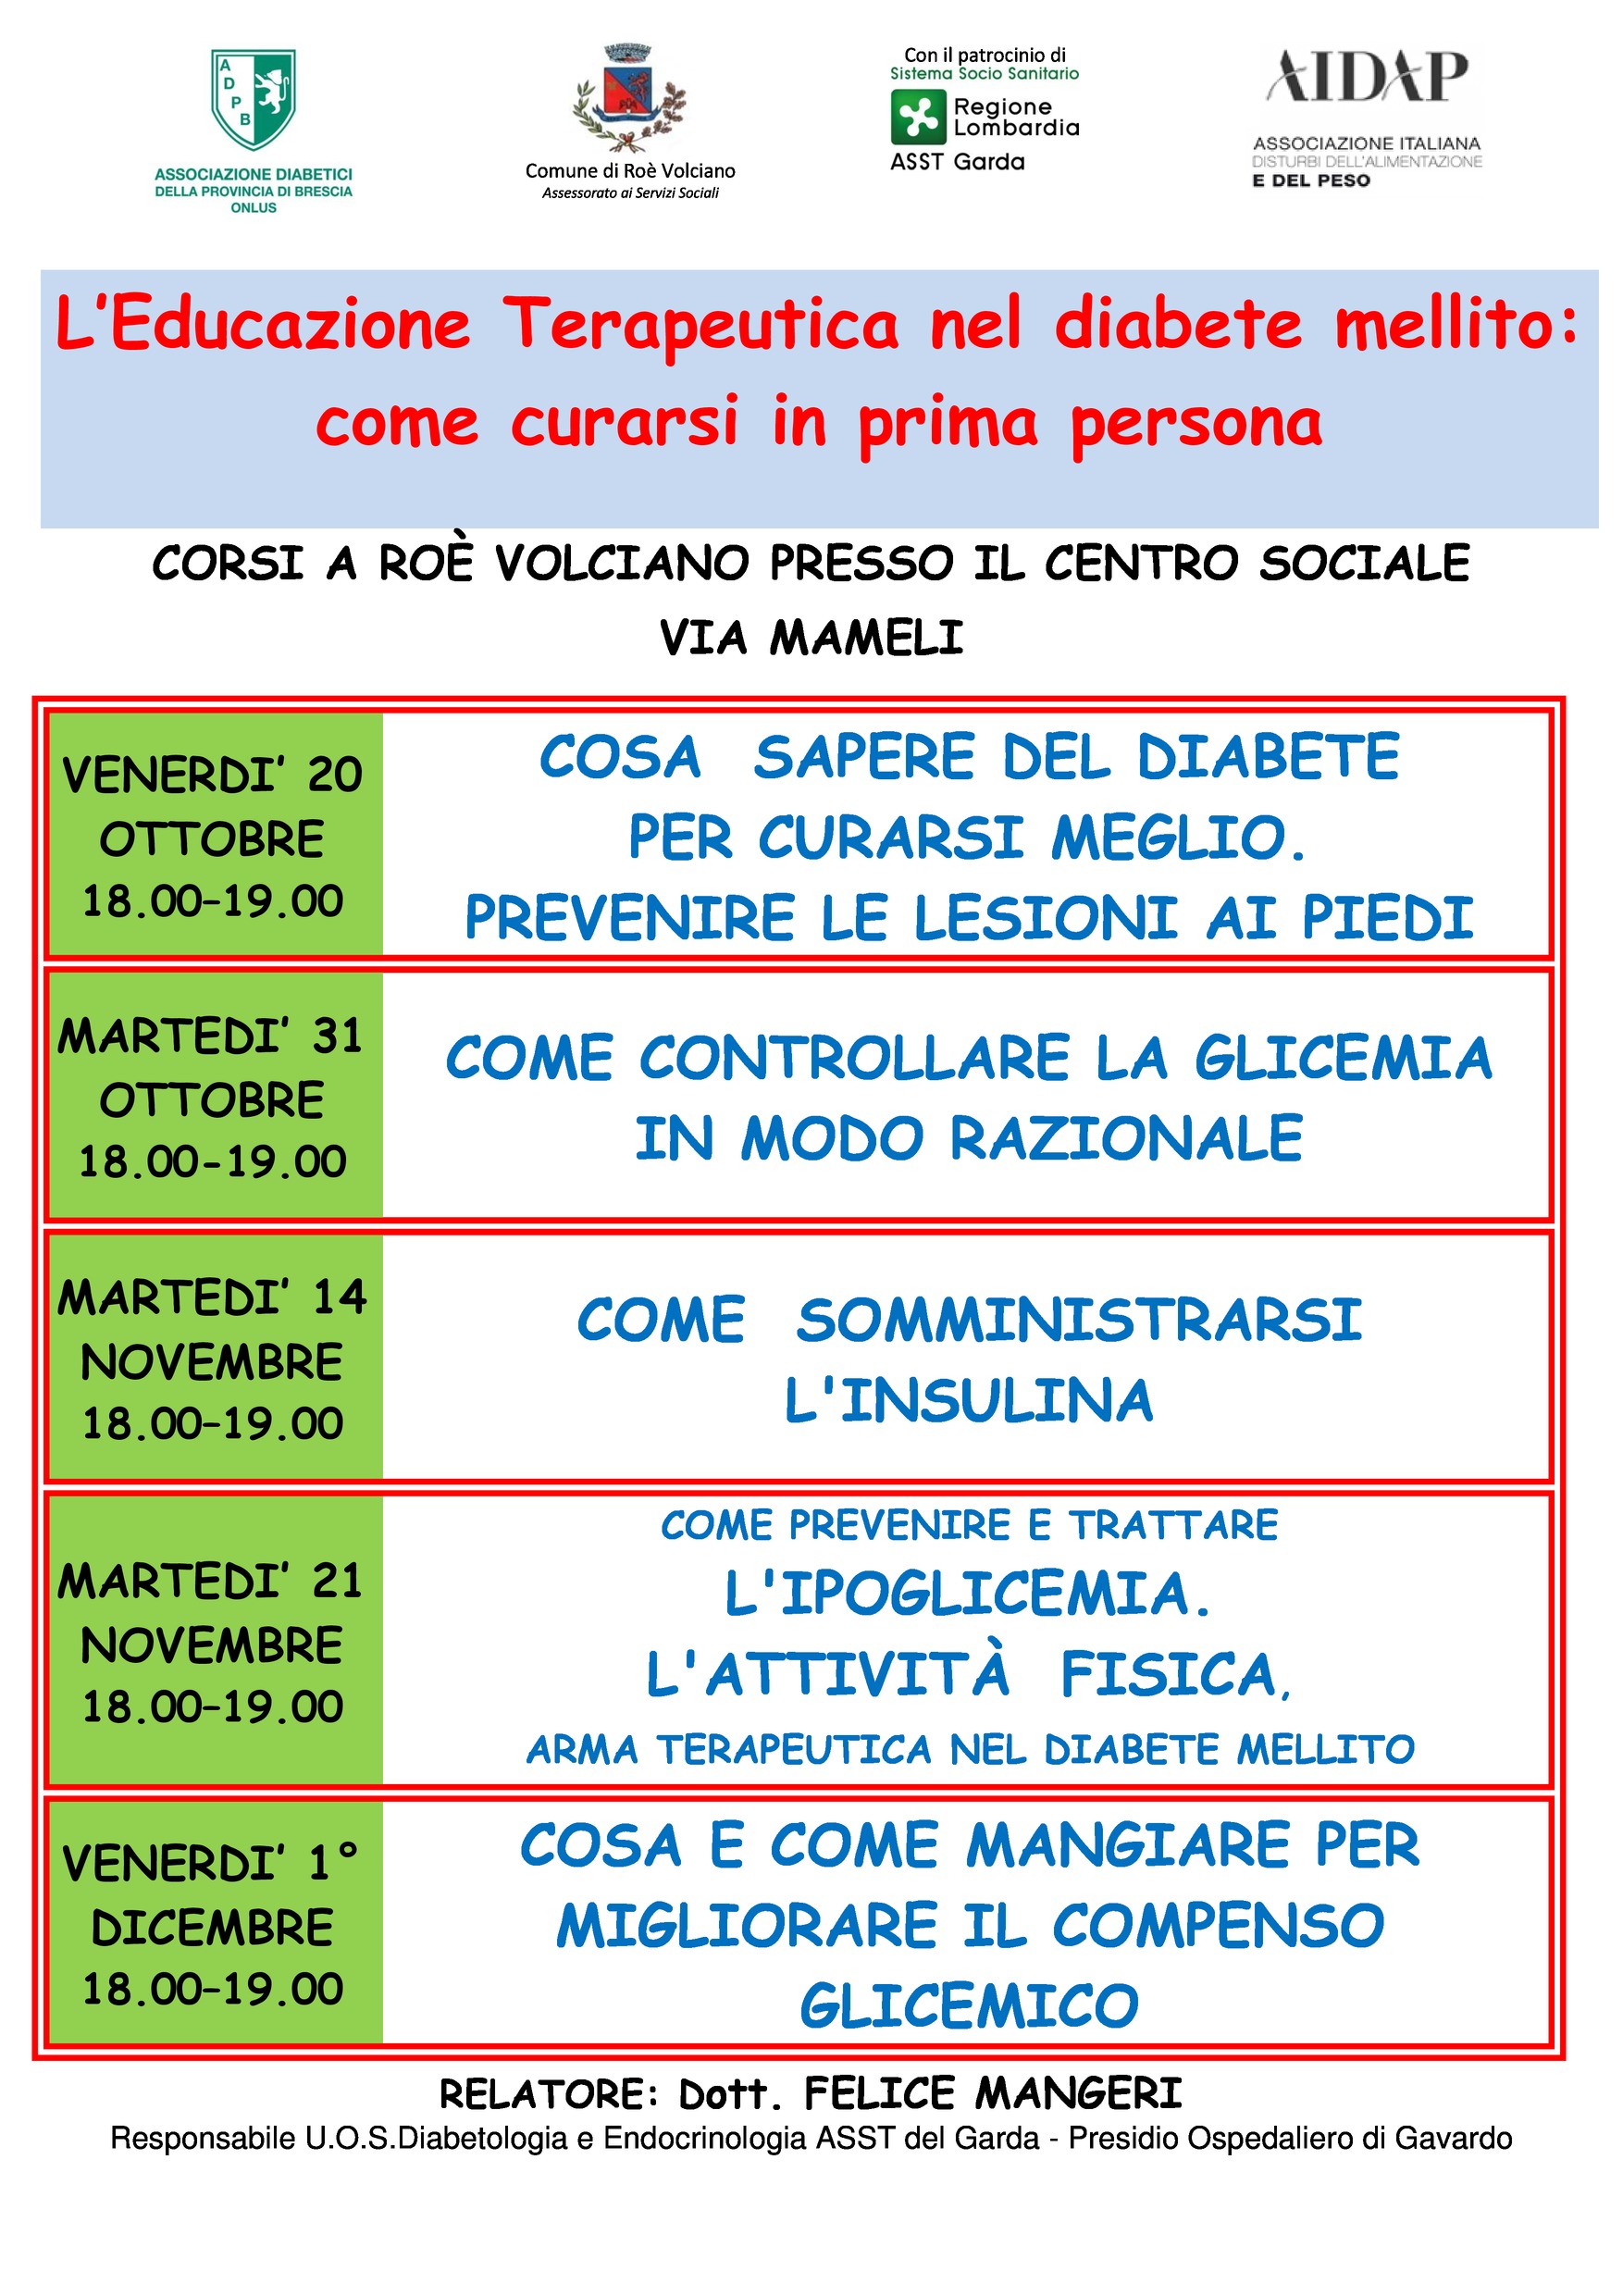 A
D
P
B
ASSOCIAZIONE DIABETICI
DELLA PROVINCIA DI BRESCIA
ONLUS
Comune di Roè Volciano
Assessorato ai Servizi Sociali
Con il patrocinio di
Sistema Socio Sanitario
Regione
Lombardia
ASST Garda
AIDAP
ASSOCIAZIONE ITALIANA
DISTURBI DELL'ALIMENTAZIONE
E DEL PESO
L'Educazione Terapeutica nel diabete mellito:
come curarsi in prima persona
CORSI A ROÈ VOLCIANO PRESSO IL CENTRO SOCIALE
VIA MAMELI
VENERDI' 20
OTTOBRE
18.00–19.00
COSA SAPERE DEL DIABETE
PER CURARSI MEGLIO.
PREVENIRE LE LESIONI AI PIEDI
MARTEDI' 31
OTTOBRE
18.00-19.00
COME CONTROLLARE LA GLICEMIA
IN MODO RAZIONALE
MARTEDI' 14
NOVEMBRE
18.00–19.00
COME SOMMINISTRARSI
L'INSULINA
MARTEDI' 21
NOVEMBRE
18.00–19.00
COME PREVENIRE E TRATTARE
L'IPOGLICEMIA.
L'ATTIVITÀ FISICA,
ARMA TERAPEUTICA NEL DIABETE MELLITO
VENERDI' 1°
DICEMBRE
18.00–19.00
COSA E COME MANGIARE PER
MIGLIORARE IL COMPENSO
GLICEMICO
RELATORE: Dott. FELICE MANGERI
Responsabile U.O.S.Diabetologia e Endocrinologia ASST del Garda - Presidio Ospedaliero di Gavardo